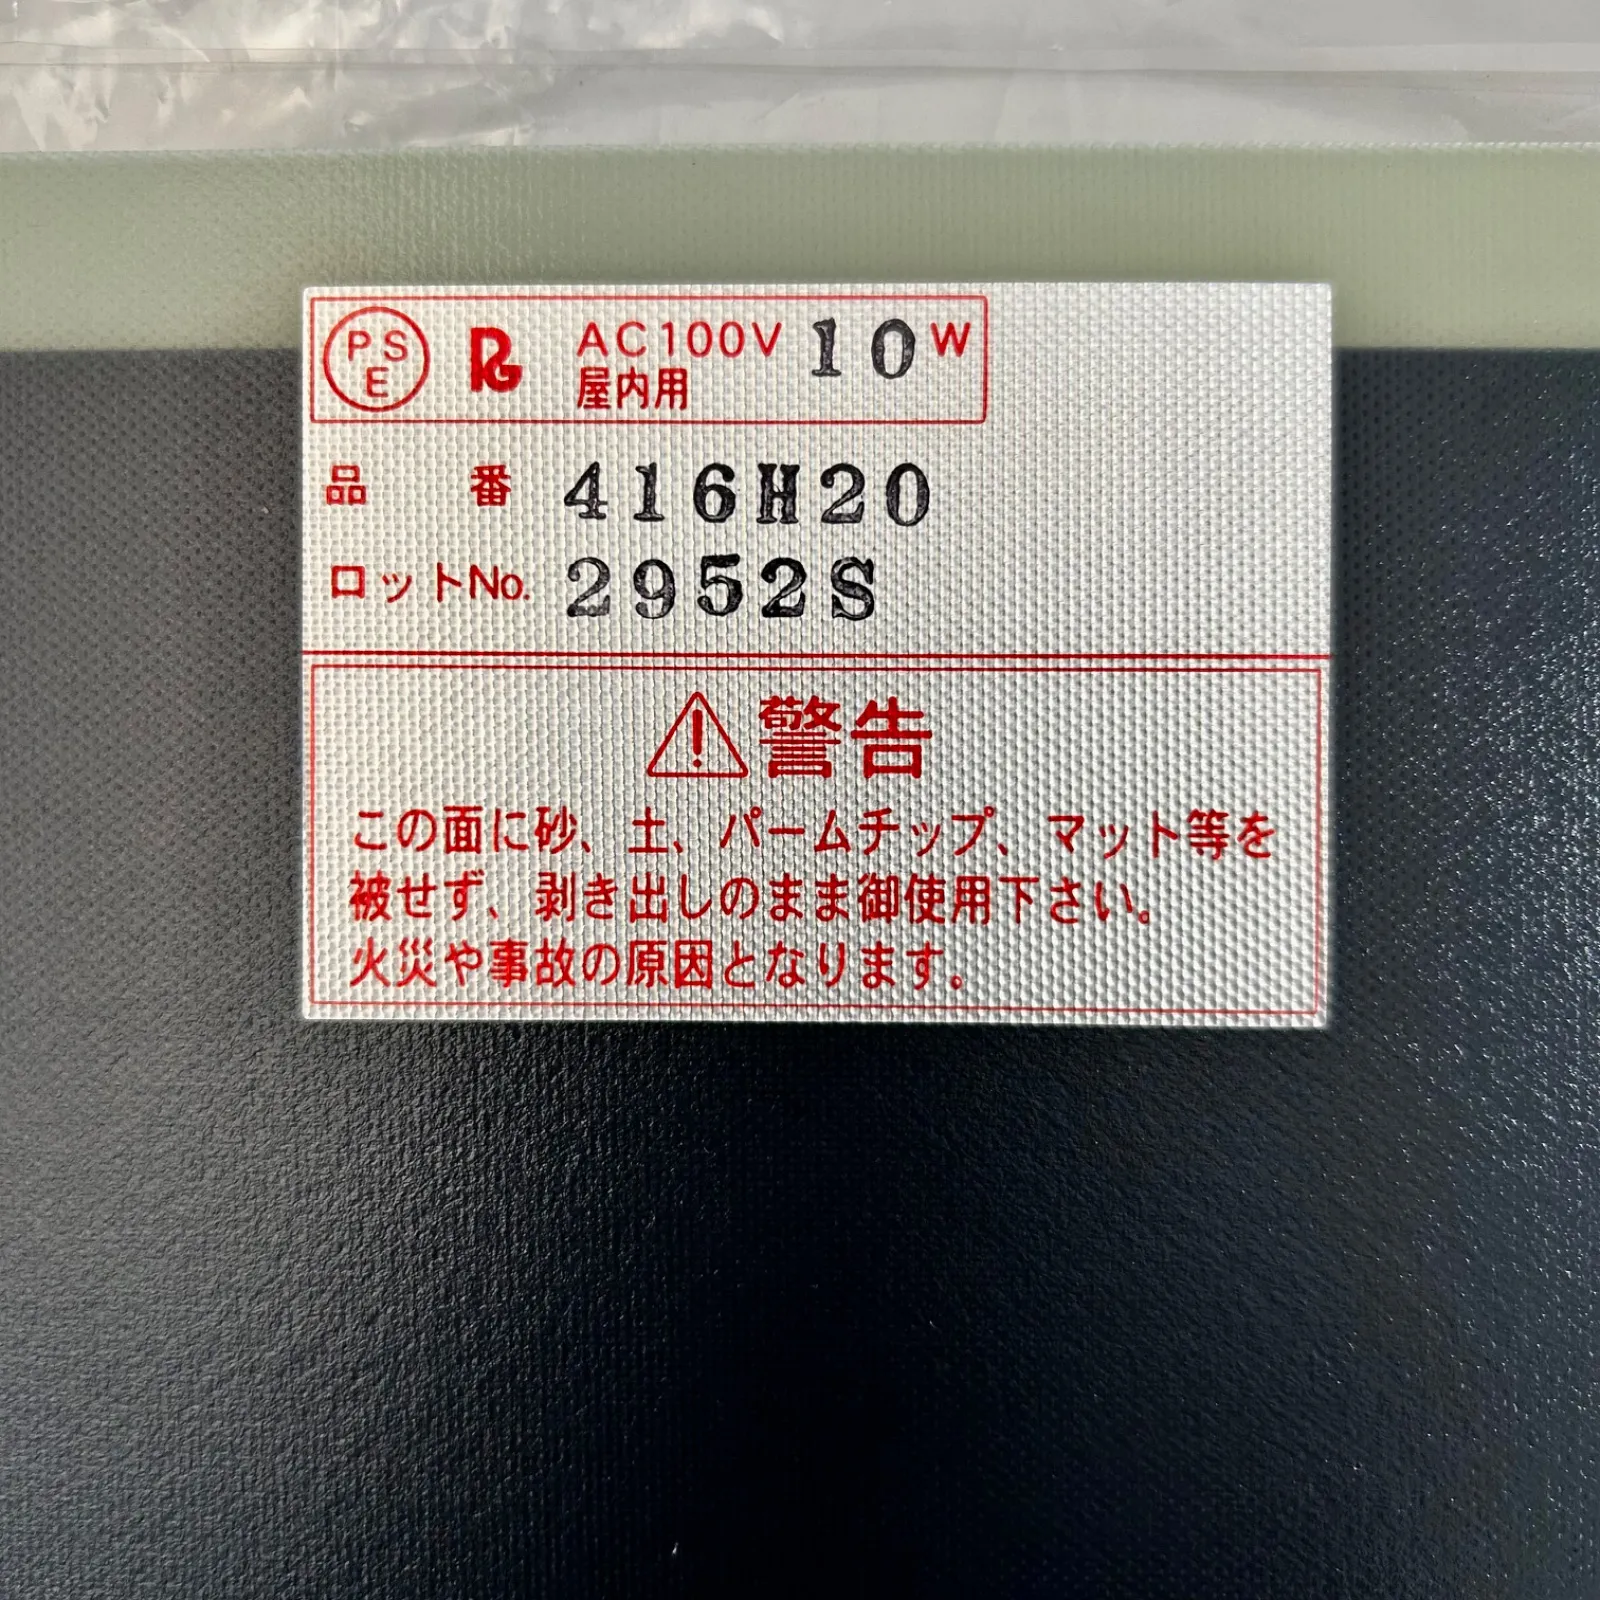 PSE R AC100V 10W
屋内用
品番 416H20
ロットNo. 2952S
警告
この面に砂、土、パームチップ、マット等を
被せず、剥き出しのまま御使用下さい。
火災や事故の原因となります。